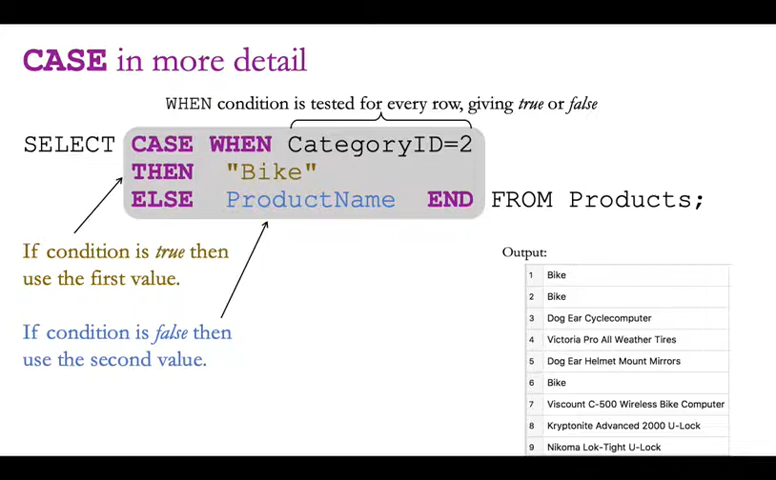 CASE in more detail
WHEN condition is tested for every row, giving true or false
SELECT CASE WHEN CategoryID=2
THEN "Bike"
ELSE ProductName END FROM Products;
If condition is true then
use the first value.
If condition is false then
use the second value.
Output:
1 Bike
2 Bike
3 Dog Ear Cyclecomputer
4 Victoria Pro All Weather Tires
5 Dog Ear Helmet Mount Mirrors
6 Bike
7 Viscount C-500 Wireless Bike Computer
8 Kryptonite Advanced 2000 U-Lock
9 Nikoma Lok-Tight U-Lock